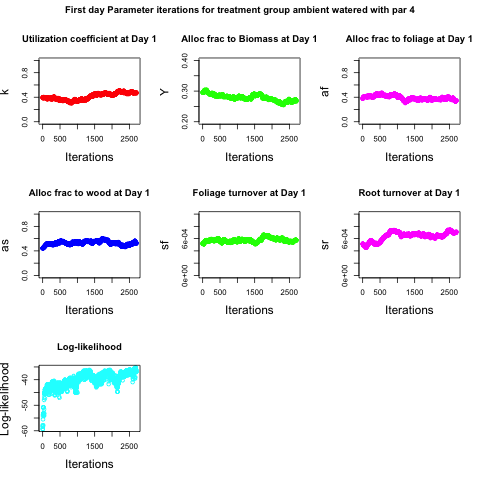 First day Parameter iterations for treatment group ambient watered with par 4
Utilization coefficient at Day 1
k
0.0 0.4 0.8
0 500 1500 2500
Iterations
Alloc frac to Biomass at Day 1
Y
0.20 0.30 0.40
0 500 1500 2500
Iterations
Alloc frac to foliage at Day 1
af
0.0 0.4 0.8
0 500 1500 2500
Iterations
Alloc frac to wood at Day 1
as
0.0 0.4 0.8
0 500 1500 2500
Iterations
Foliage turnover at Day 1
sf
0e+00 6e-04
0 500 1500 2500
Iterations
Root turnover at Day 1
sr
0e+00 6e-04
0 500 1500 2500
Iterations
Log-likelihood
Log-likelihood
-60 -50 -40
0 500 1500 2500
Iterations